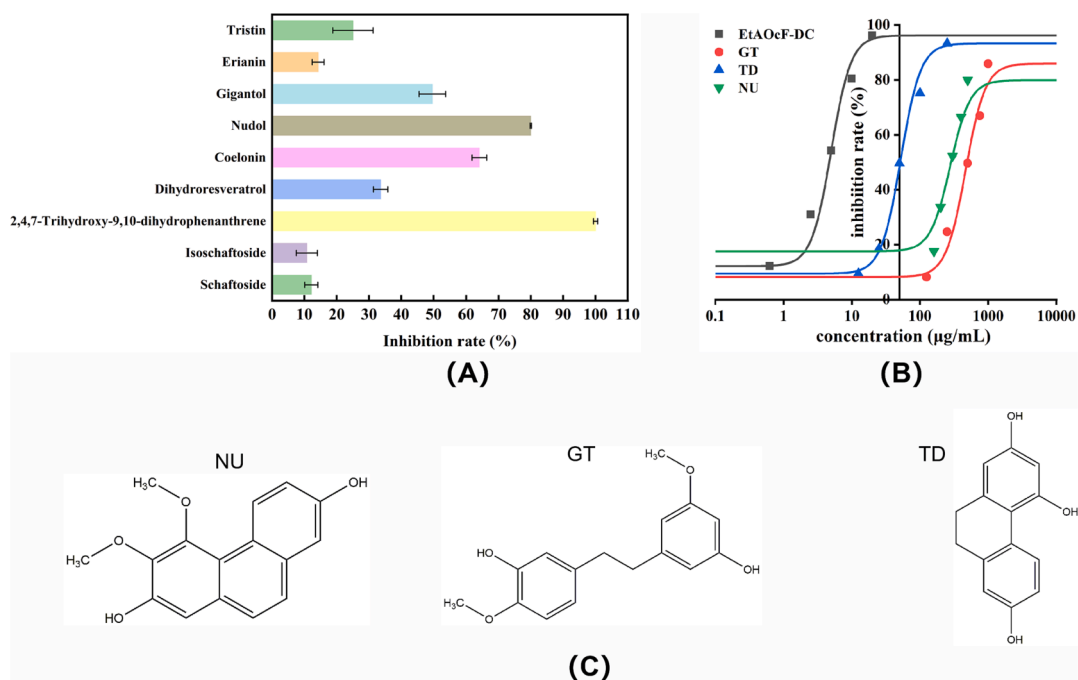 Tristin
Erianin
Gigantol
Nudol
Coelonin
Dihydroresveratrol
2,4,7-Trihydroxy-9,10-dihydrophenanthrene
Isoschaftoside
Schaftoside
0 10 20 30 40 50 60 70 80 90 100 110
Inhibition rate (%)
(A)
EtAOcF-DC
GT
TD
NU
100
80
60
40
20
0
inhibiition rate (%)
0.1 1 10 100 1000 10000
concentration (μg/mL)
(B)
NU
H₃C
O
H₃C
O
HO
OH
GT
H₃C
O
HO
O
H₃C
OH
TD
OH
OH
OH
(C)